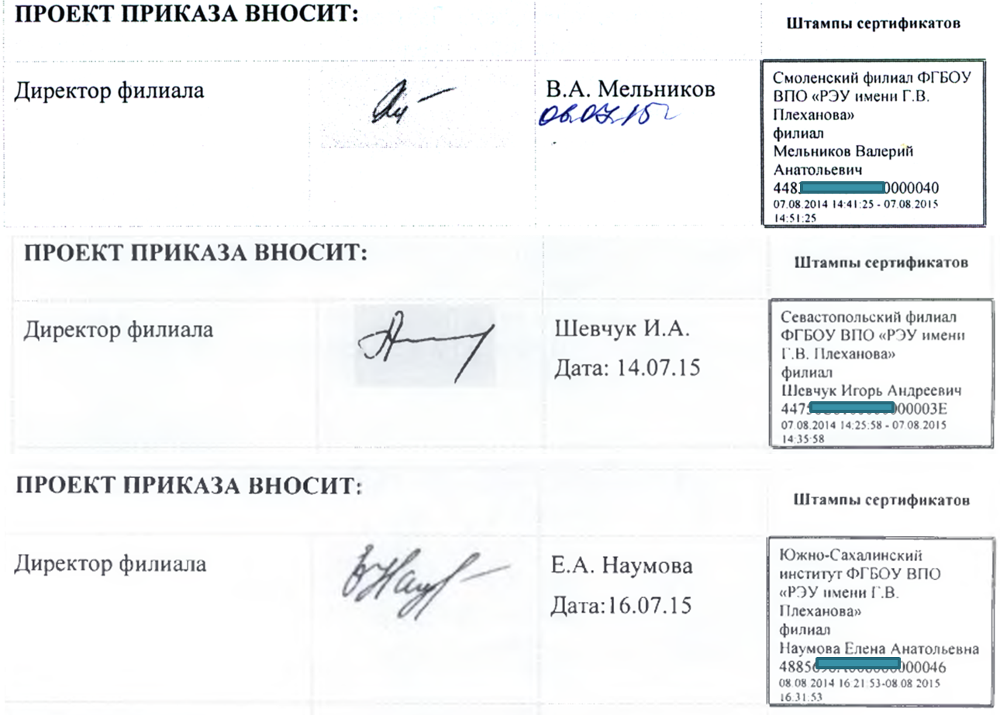 ПРОЕКТ ПРИКАЗА ВНОСИТ:
Штампы сертификатов
Директор филиала
В.А. Мельников
06.07.15г
Смоленский филиал ФГБОУ
ВПО «РЭУ имени Г.В.
Плеханова»
филиал
Мельников Валерий
Анатольевич
448 0000040
07.08.2014 14:41:25 - 07.08.2015
14:51:25
ПРОЕКТ ПРИКАЗА ВНОСИТ:
Штампы сертификатов
Директор филиала
Шевчук И.А.
Дата: 14.07.15
Севастопольский филиал
ФГБОУ ВПО «РЭУ имени
Г.В. Плеханова»
филиал
Шевчук Игорь Андреевич
447 000003E
07.08.2014 14:25:58 - 07.08.2015
14:35:58
ПРОЕКТ ПРИКАЗА ВНОСИТ:
Штампы сертификатов
Директор филиала
Е.А. Наумова
Дата:16.07.15
Южно-Сахалинский
институт ФГБОУ ВПО
«РЭУ имени Г.В.
Плеханова»
филиал
Наумова Елена Анатольевна
4885 000046
08.08.2014 16:21:53-08.08.2015
16:31:53